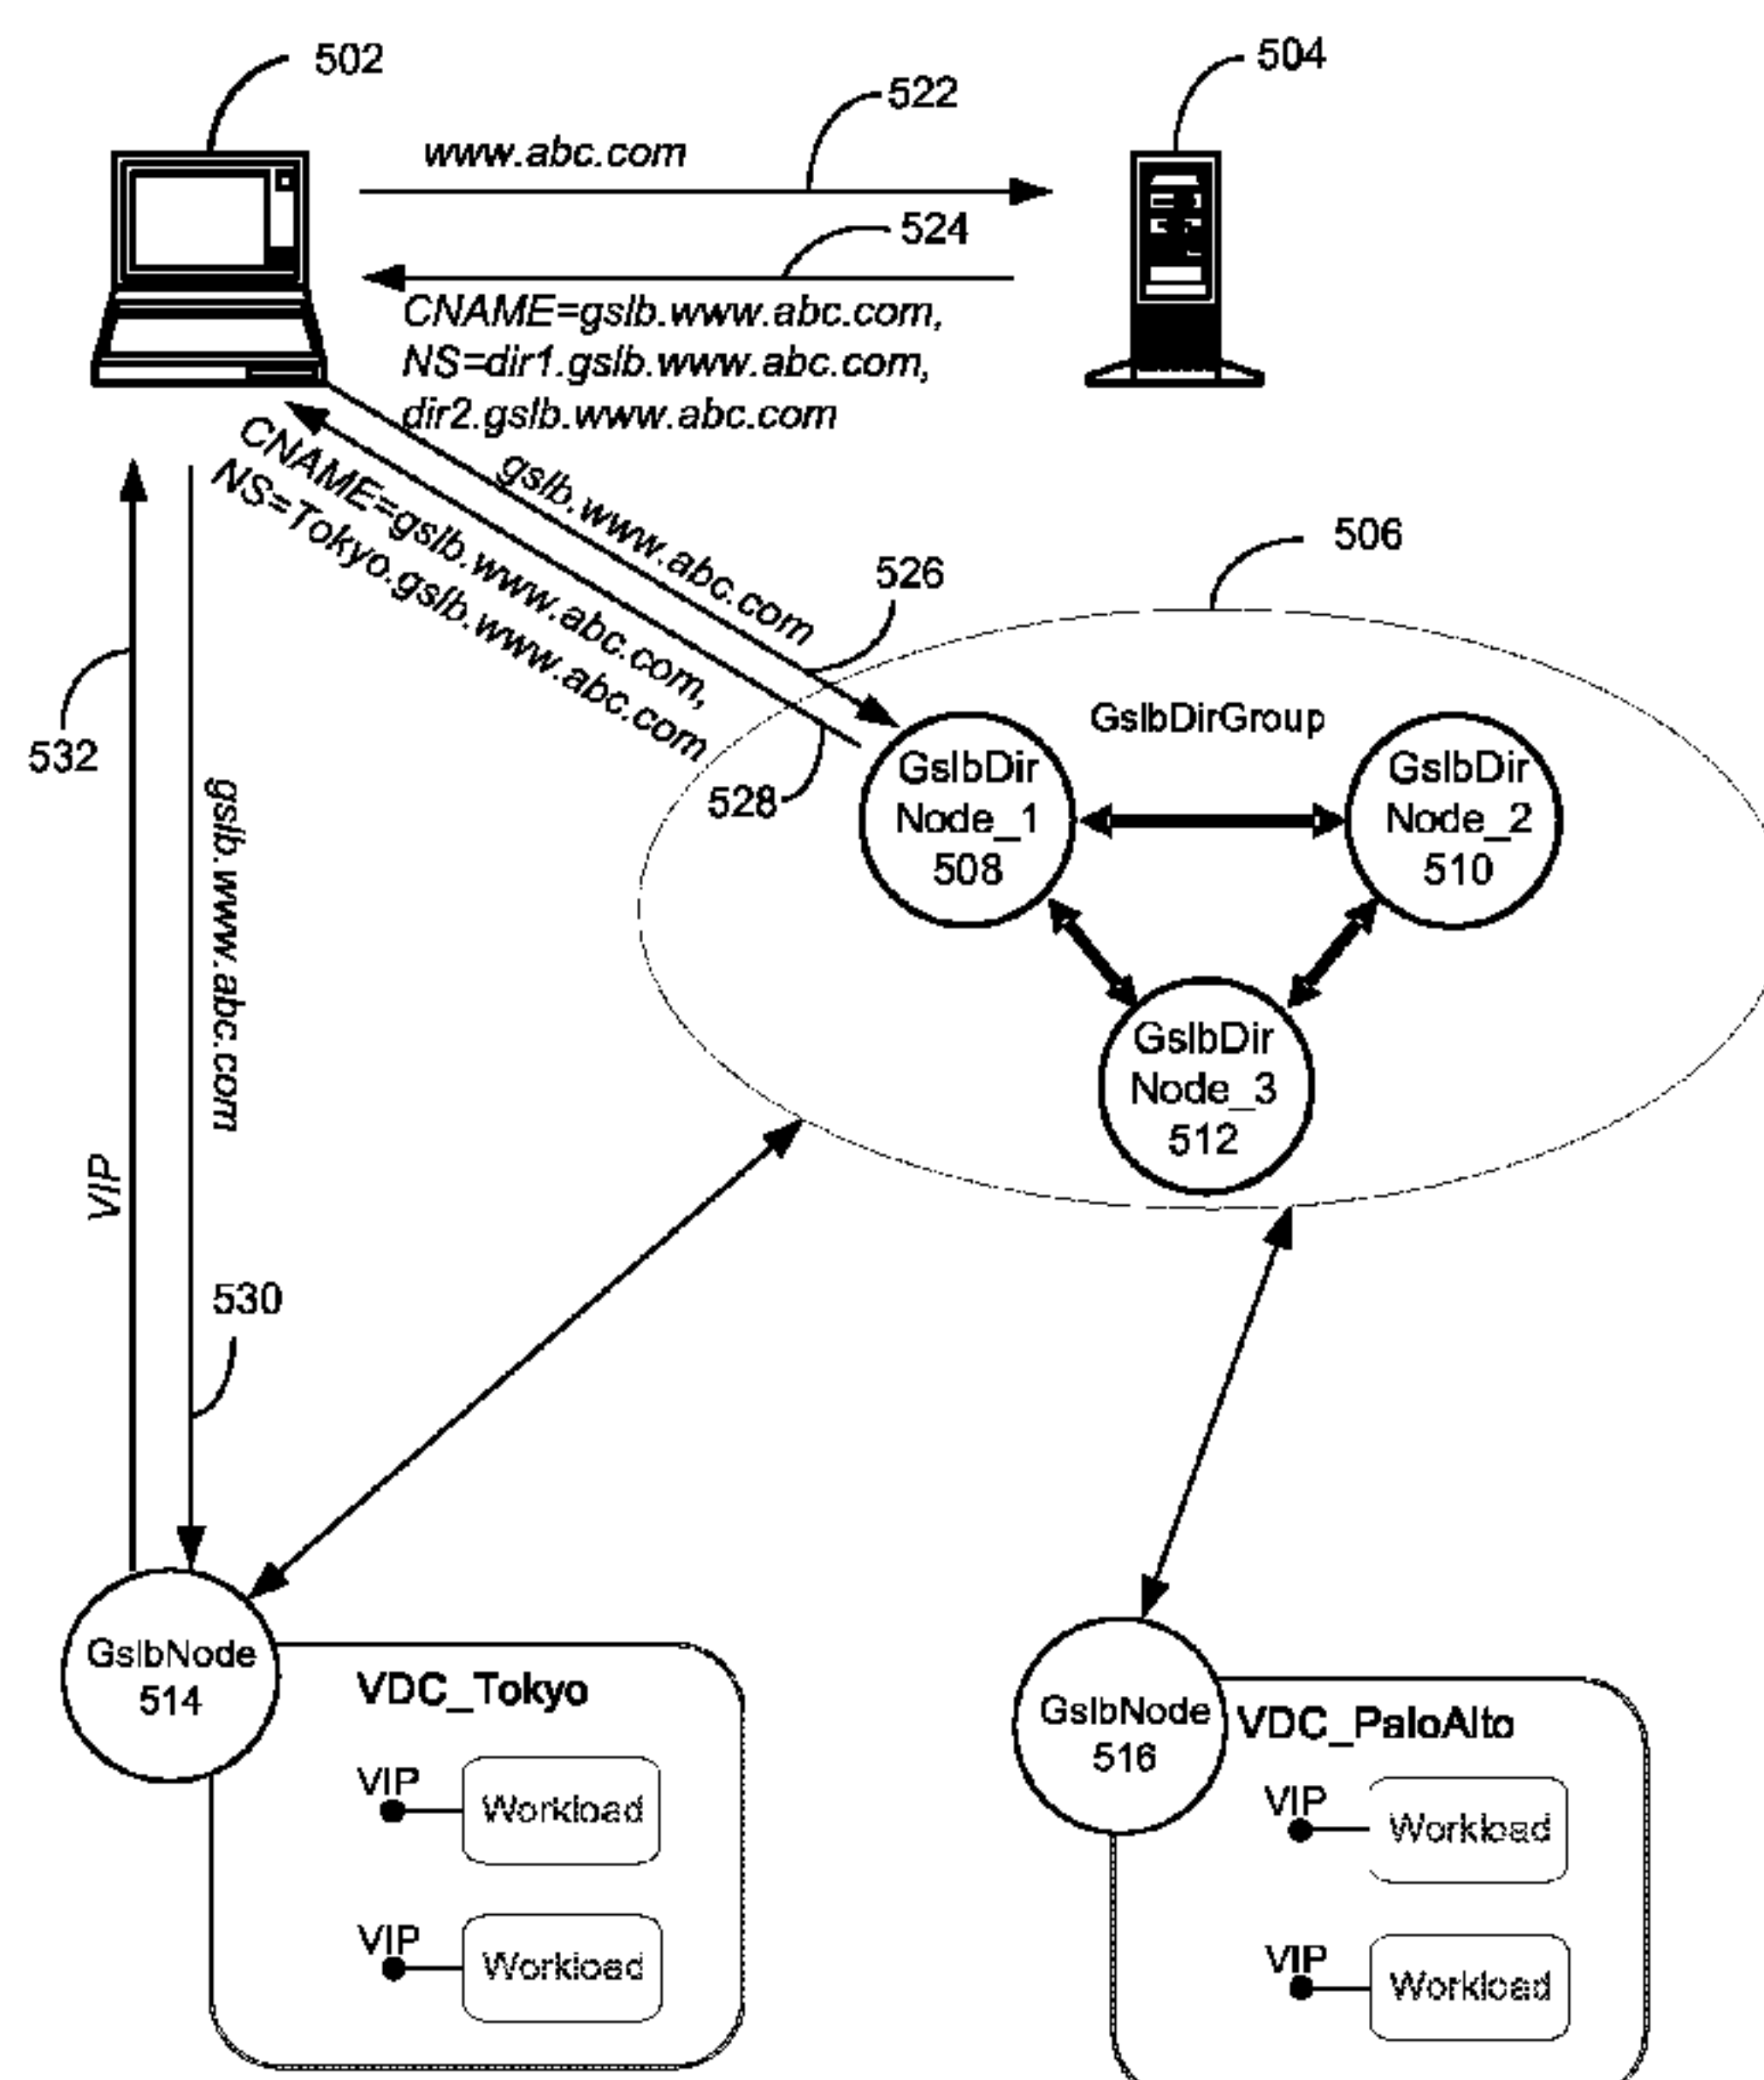 502
504
522
www.abc.com
524
CNAME=gslb.www.abc.com,
NS=dir1.gslb.www.abc.com,
dir2.gslb.www.abc.com
gslb.www.abc.com
CNAME=gslb.www.abc.com,
NS=Tokyo.gslb.www.abc.com
506
526
528
GslbDirGroup
GslbDir
Node_1
508
GslbDir
Node_2
510
GslbDir
Node_3
512
532
gslb.www.abc.com
VIP
530
GslbNode
514
VDC_Tokyo
VIP
Workload
VIP
Workload
GslbNode
516
VDC_PaloAlto
VIP
Workload
VIP
Workload